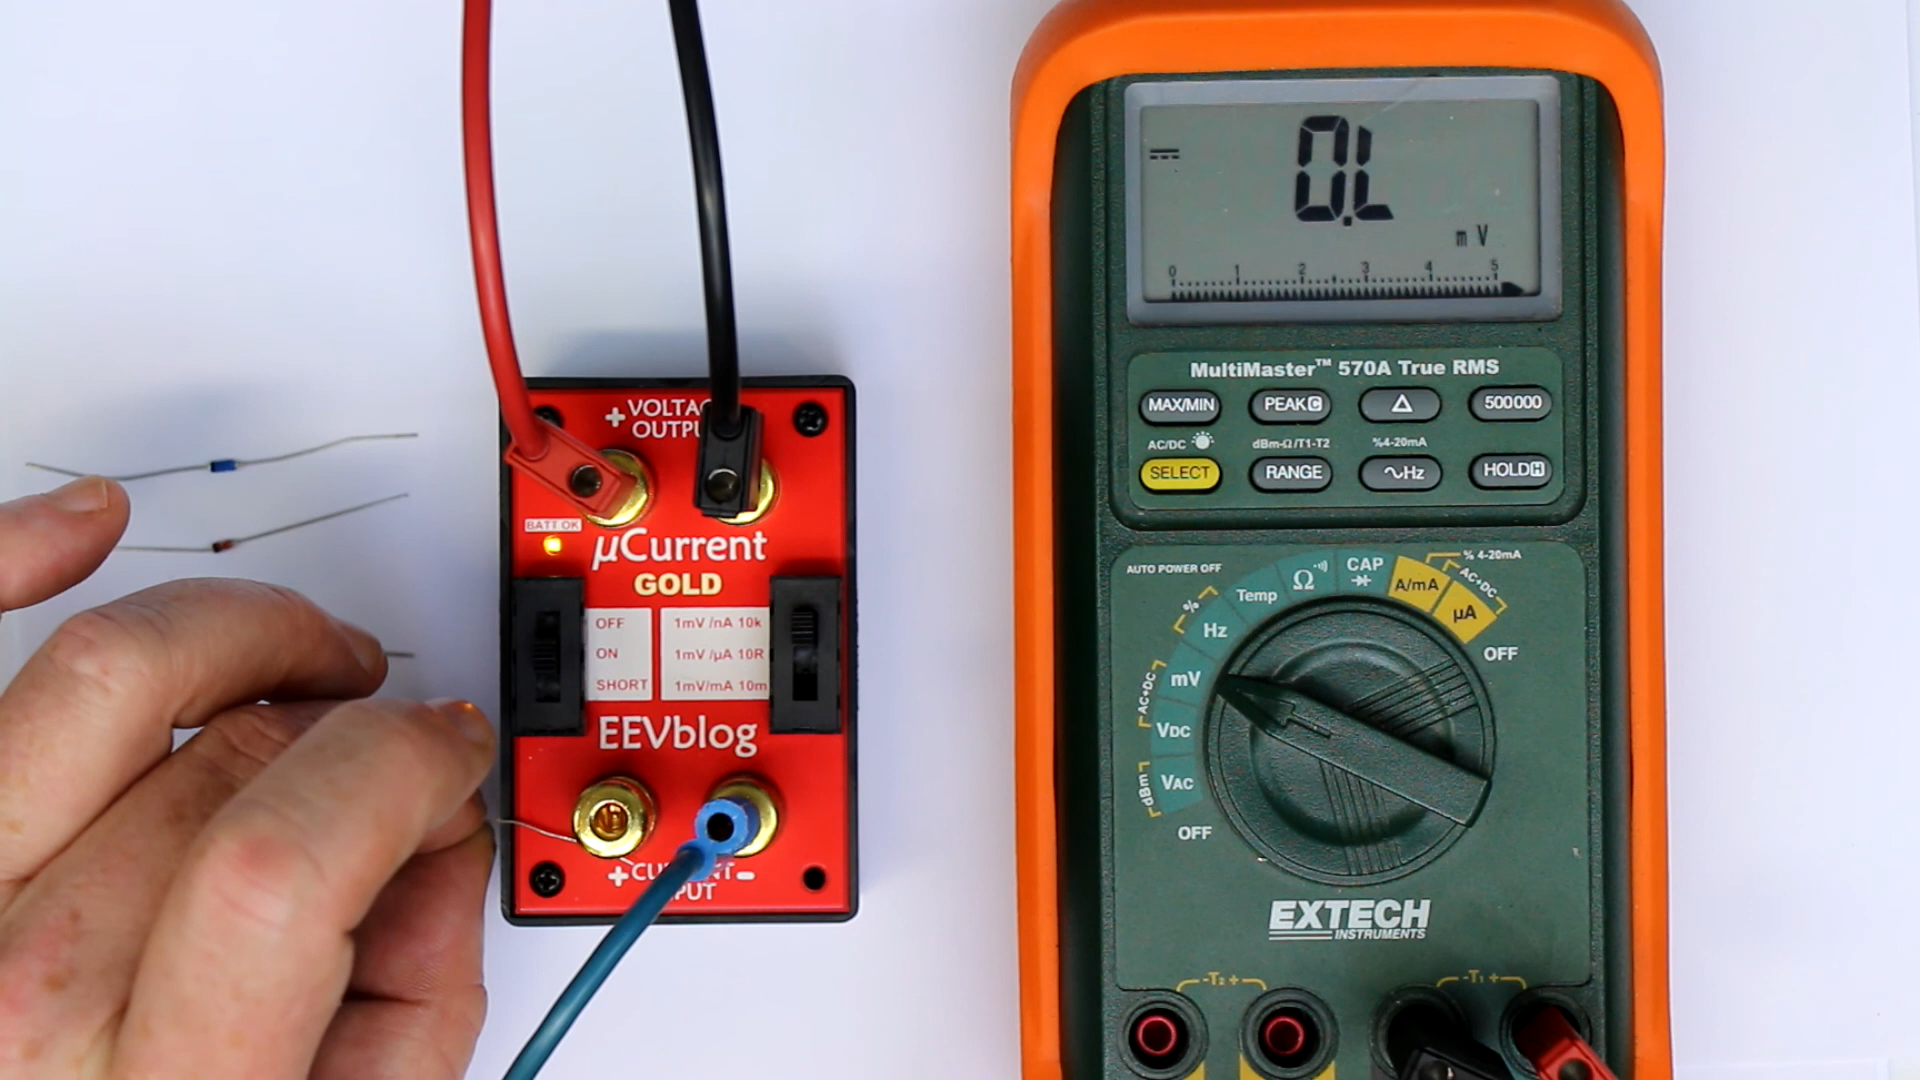 0.L
mV
0 1 2 3 4 5
MultiMaster™ 570A True RMS
MAX/MIN PEAK C Δ 500000
AC/DC dBm-Ω/T1-T2 %4-20mA
SELECT RANGE ∿Hz HOLD H
AUTO POWER OFF
% 4-20mA
AC+DC
CAP
Ω
A/mA
Temp
µA
%
Hz
OFF
mV
AC+DC
VDC
dBm
VAC
OFF
EXTECH
INSTRUMENTS
-T2+ -T1+
+ VOLTAG
OUTPU
BATT OK
µCurrent
GOLD
OFF 1mV /nA 10k
ON 1mV /µA 10R
SHORT 1mV/mA 10m
EEVblog
+ CU NT -
PUT